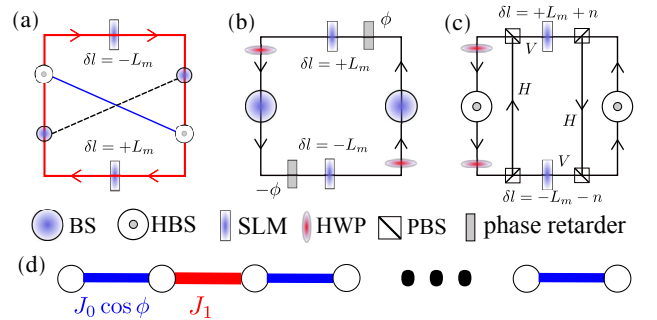 (a)
δl = −L_m
δl = +L_m
(b)
ϕ
δl = +L_m
δl = −L_m
−ϕ
(c)
δl = +L_m + n
V
H
H
V
δl = −L_m − n
BS HBS SLM HWP PBS phase retarder
(d)
J_0 cos ϕ J_1